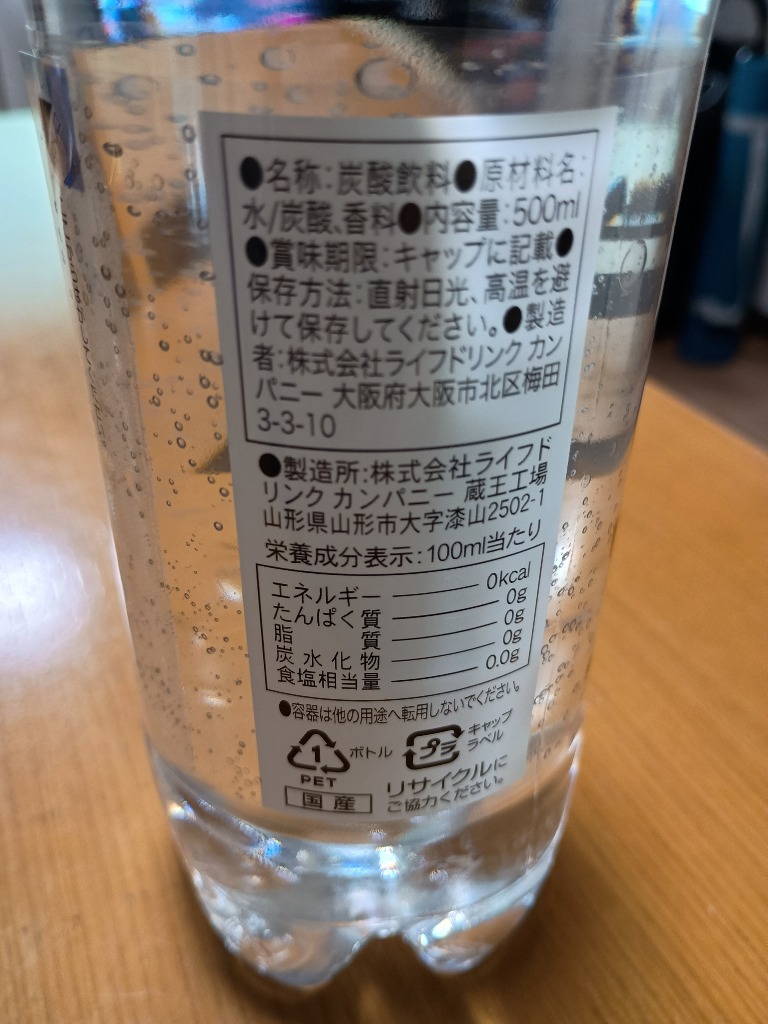 ●名称:炭酸飲料●原材料名:
水/炭酸、香料●内容量:500ml
●賞味期限:キャップに記載●
保存方法:直射日光、高温を避
けて保存してください。●製造
者:株式会社ライフドリンク カン
パニー 大阪府大阪市北区梅田
3-3-10
●製造所:株式会社ライフド
リンク カンパニー 蔵王工場
山形県山形市大字漆山2502-1
栄養成分表示:100ml当たり
エネルギー 0kcal
たんぱく質 0g
脂質 0g
炭水化物 0g
食塩相当量 0.0g
●容器は他の用途へ転用しないでください。
1 ボトル
PET
プラ キャップ
ラベル
国産
リサイクルに
ご協力ください。